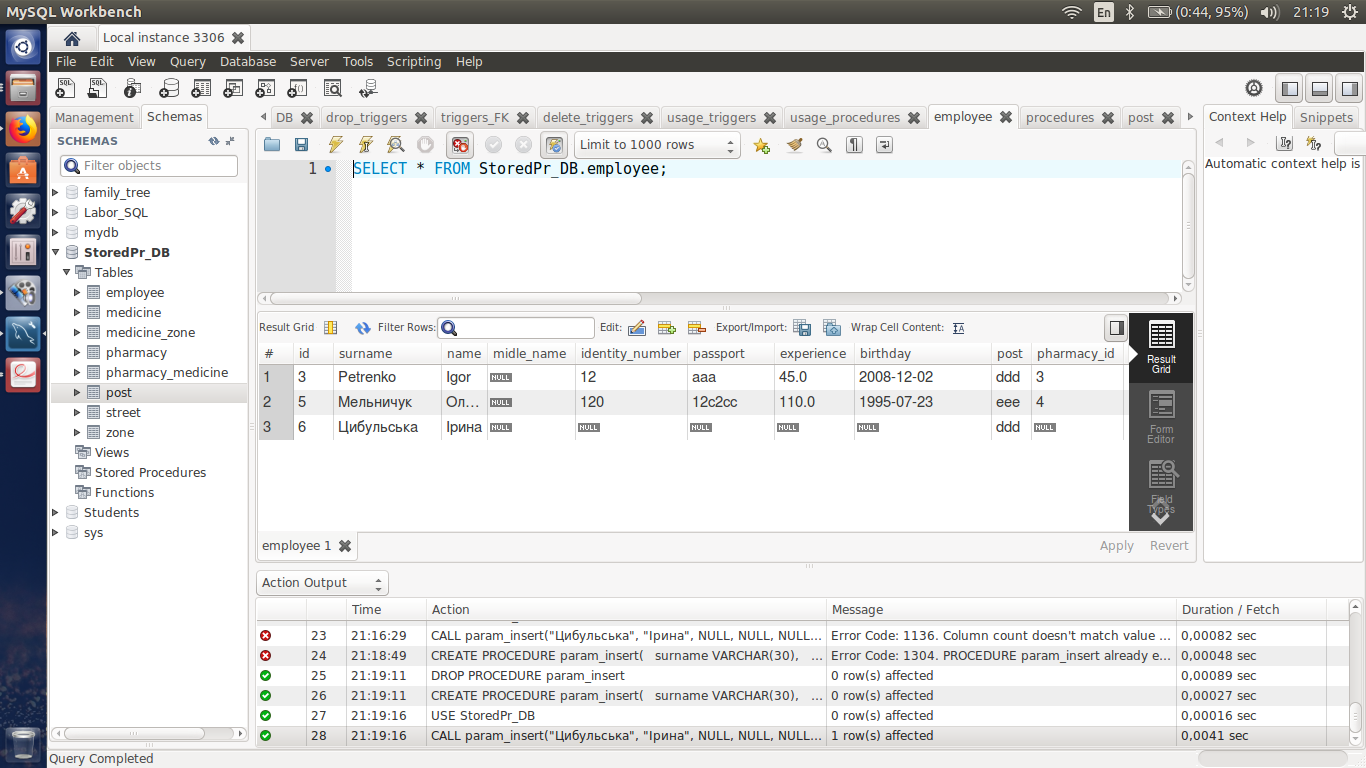 MySQL Workbench
En
(0:44, 95%)
21:19
Local instance 3306
File Edit View Query Database Server Tools Scripting Help
Management Schemas
DB drop_triggers triggers_FK delete_triggers usage_triggers usage_procedures employee procedures post
Context Help Snippets
SCHEMAS
Filter objects
family_tree
Labor_SQL
mydb
StoredPr_DB
Tables
employee
medicine
medicine_zone
pharmacy
pharmacy_medicine
post
street
zone
Views
Stored Procedures
Functions
Students
sys
Limit to 1000 rows
1 SELECT * FROM StoredPr_DB.employee;
Automatic context help is
Result Grid Filter Rows: Edit: Export/Import: Wrap Cell Content:
# id surname name midle_name identity_number passport experience birthday post pharmacy_id
1 3 Petrenko Igor NULL 12 aaa 45.0 2008-12-02 ddd 3
2 5 Мельничук Ол... NULL 120 12c2cc 110.0 1995-07-23 eee 4
3 6 Цибульська Ірина NULL NULL NULL NULL NULL ddd NULL
Result
Grid
Form
Editor
Field
Types
employee 1
Apply Revert
Action Output
Time Action Message Duration / Fetch
23 21:16:29 CALL param_insert("Цибульська", "Ірина", NULL, NULL, NULL... Error Code: 1136. Column count doesn't match value ... 0,00082 sec
24 21:18:49 CREATE PROCEDURE param_insert( surname VARCHAR(30), ... Error Code: 1304. PROCEDURE param_insert already e... 0,00048 sec
25 21:19:11 DROP PROCEDURE param_insert 0 row(s) affected 0,00089 sec
26 21:19:11 CREATE PROCEDURE param_insert( surname VARCHAR(30), ... 0 row(s) affected 0,00027 sec
27 21:19:16 USE StoredPr_DB 0 row(s) affected 0,00016 sec
28 21:19:16 CALL param_insert("Цибульська", "Ірина", NULL, NULL, NULL... 1 row(s) affected 0,0041 sec
Query Completed